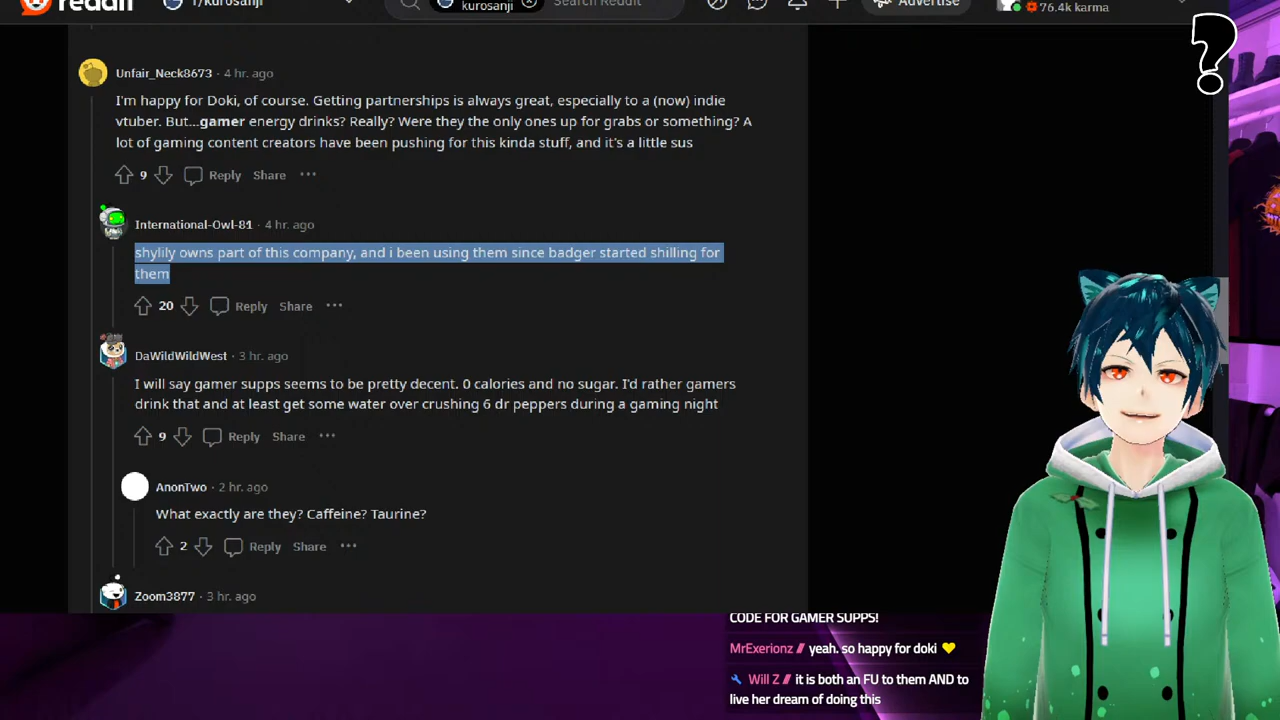 reddit
r/kurosanji
kurosanji
Search Reddit
Advertise
76.4k karma
?
Unfair_Neck8673 · 4 hr. ago
I'm happy for Doki, of course. Getting partnerships is always great, especially to a (now) indie
vtuber. But...gamer energy drinks? Really? Were they the only ones up for grabs or something? A
lot of gaming content creators have been pushing for this kinda stuff, and it's a little sus
9 Reply Share ...
International-Owl-81 · 4 hr. ago
shylily owns part of this company, and i been using them since badger started shilling for
them
20 Reply Share ...
DaWildWildWest · 3 hr. ago
I will say gamer supps seems to be pretty decent. 0 calories and no sugar. I'd rather gamers
drink that and at least get some water over crushing 6 dr peppers during a gaming night
9 Reply Share ...
AnonTwo · 2 hr. ago
What exactly are they? Caffeine? Taurine?
2 Reply Share ...
Zoom3877 · 3 hr. ago
CODE FOR GAMER SUPPS!
MrExerionz // yeah. so happy for doki 💛
Will Z // it is both an FU to them AND to
live her dream of doing this